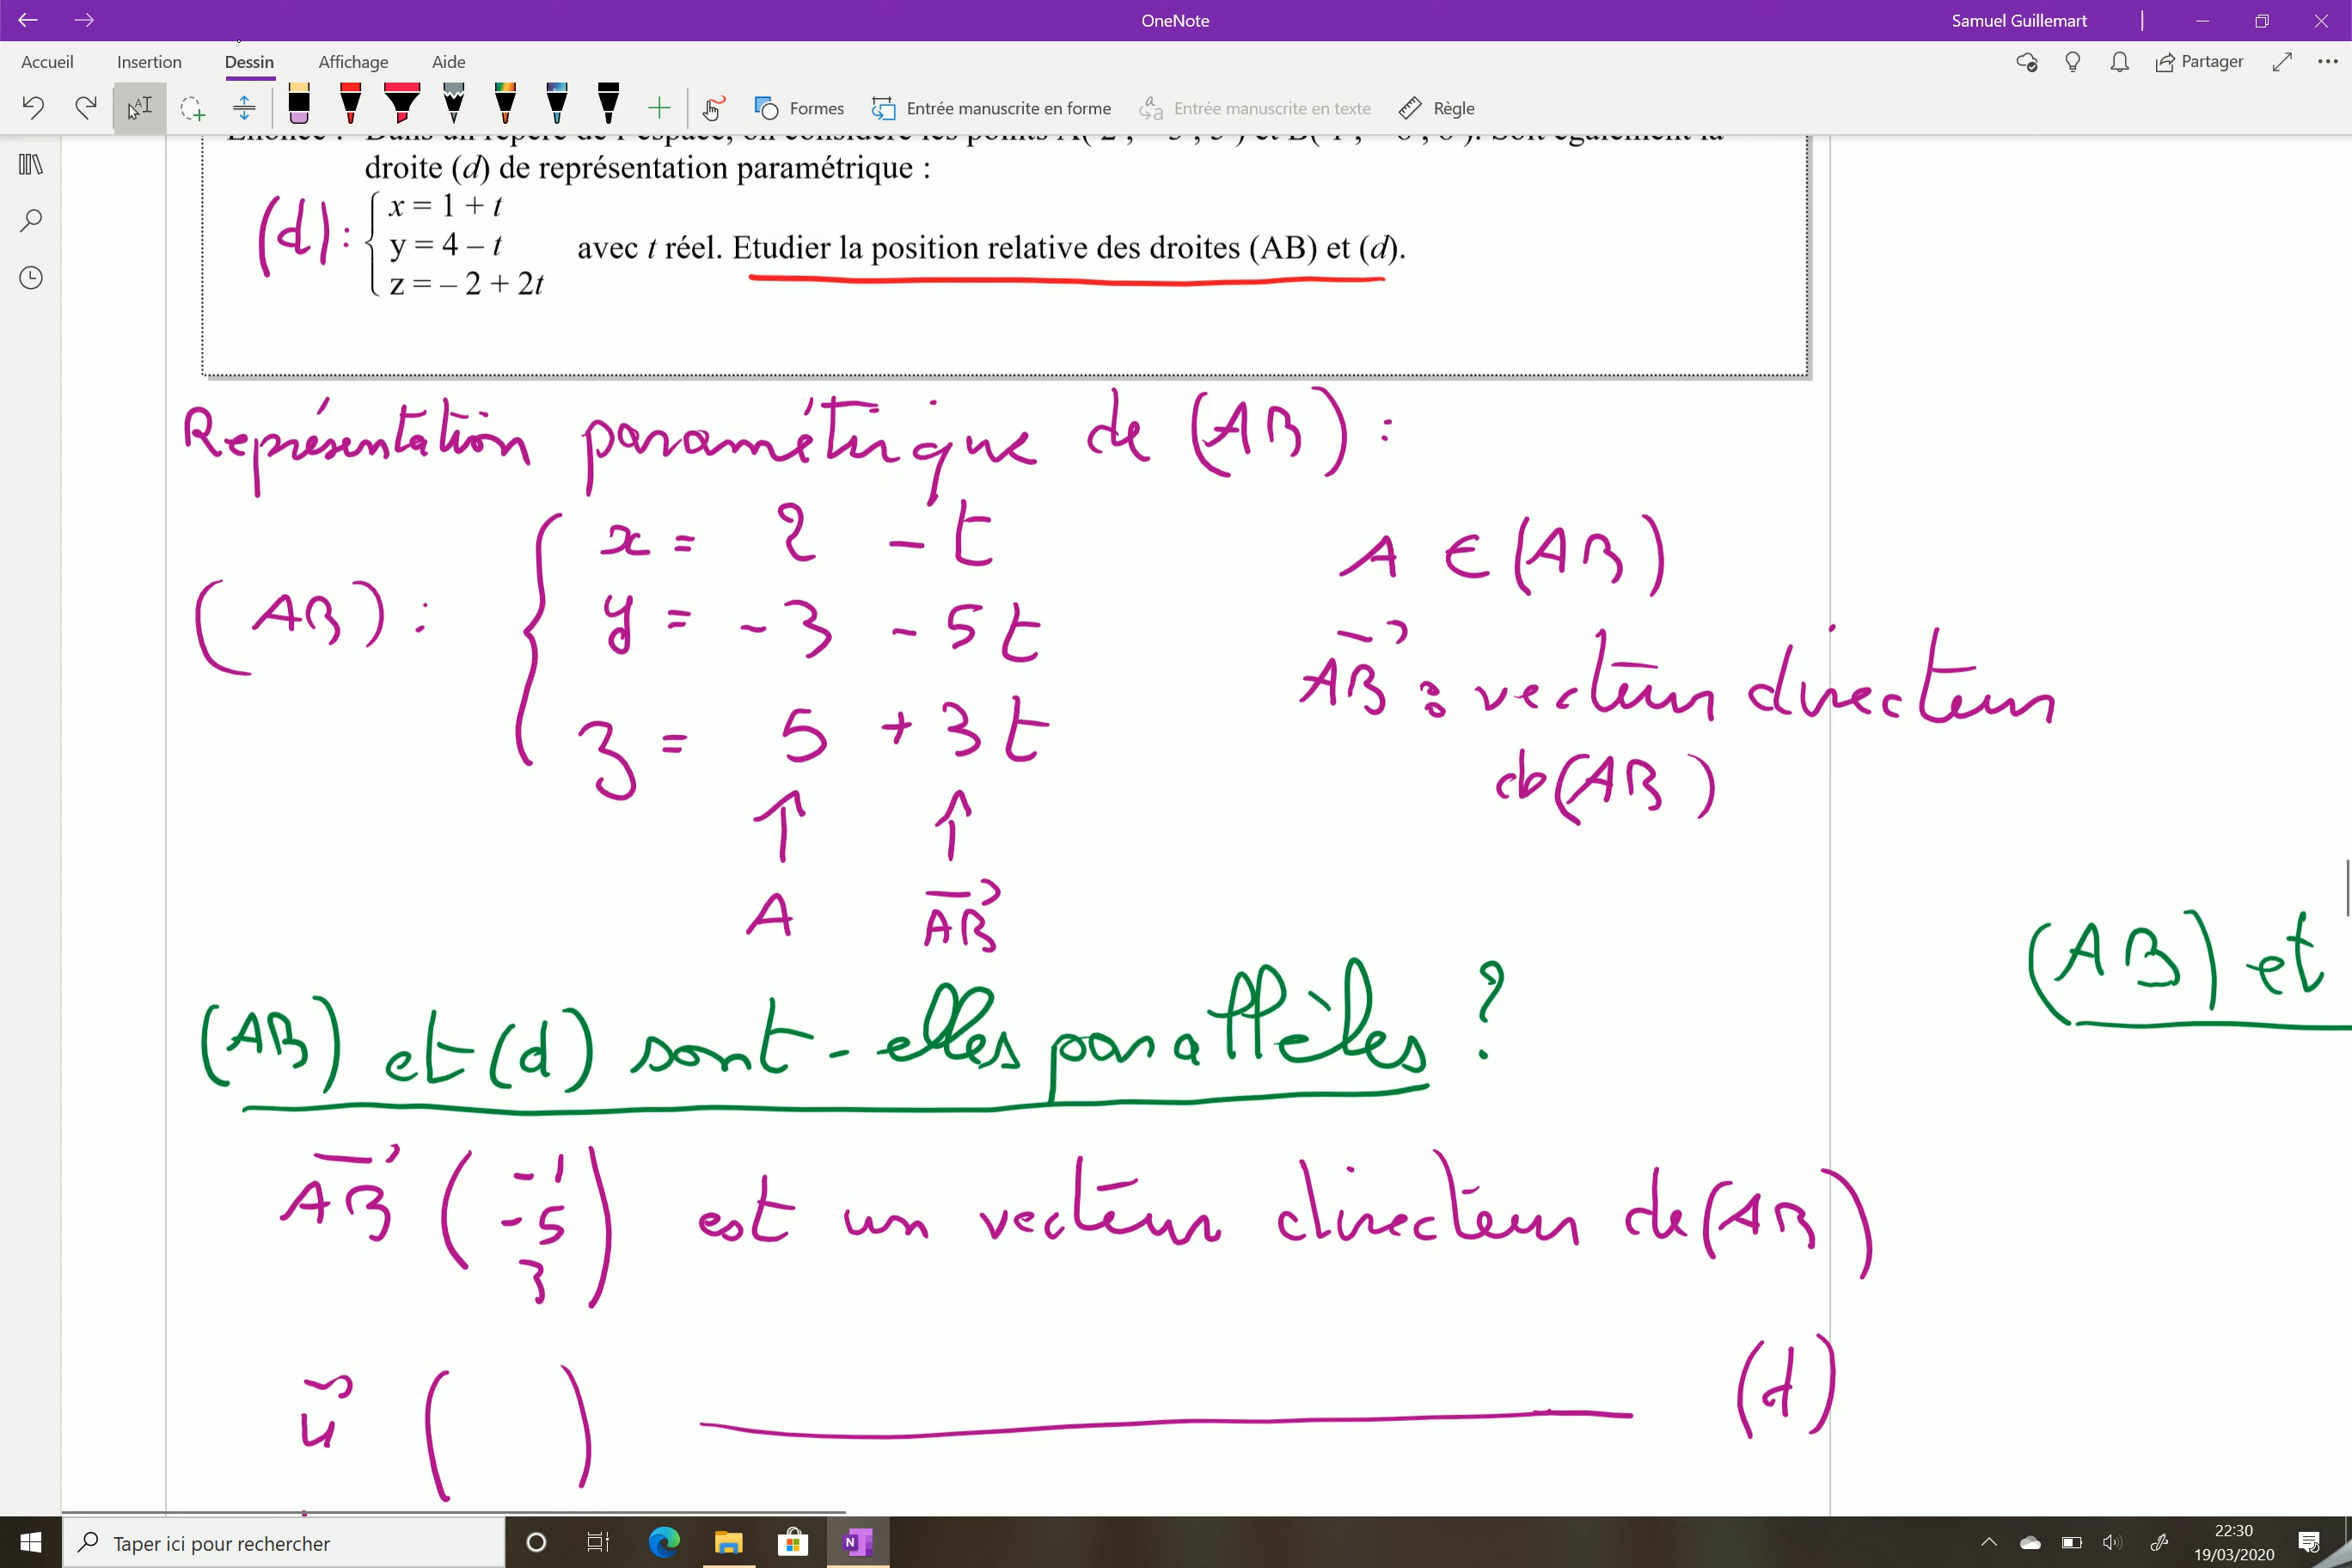 OneNote
Samuel Guillemart
Accueil Insertion Dessin Affichage Aide
Partager
Formes Entrée manuscrite en forme Entrée manuscrite en texte Règle
droite (d) de représentation paramétrique :
(d) : x = 1 + t
y = 4 – t avec t réel. Etudier la position relative des droites (AB) et (d).
z = – 2 + 2t
Représentation paramétrique de (AB) :
x = 2 - t
A ∈ (AB)
(AB) : y = -3 - 5t
AB : vecteur directeur
z = 5 + 3t
de (AB)
A AB
(AB) et
(AB) et (d) sont-elles parallèles ?
AB ( -1
-5 est un vecteur directeur de (AB)
3 )
u ( ) (d)
Taper ici pour rechercher
22:30
19/03/2020